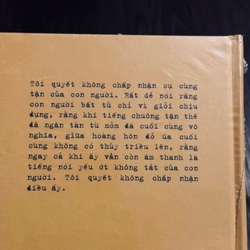 Tôi quyết không chấp nhận sự cùng
tận của con người. Rất dễ nói rằng
con người bất tử chỉ vì giỏi chịu
đựng, rằng khi tiếng chuông tận thế
đã ngân tàn từ mỏm đá cuối cùng vô
nghĩa, giữa hoàng hôn đỏ úa cuối
cùng không có thủy triều lên, rằng
ngay cả khi ấy vẫn còn âm thanh là
tiếng nói yếu ớt không tắt của con
người. Tôi quyết không chấp nhận
điều ấy.